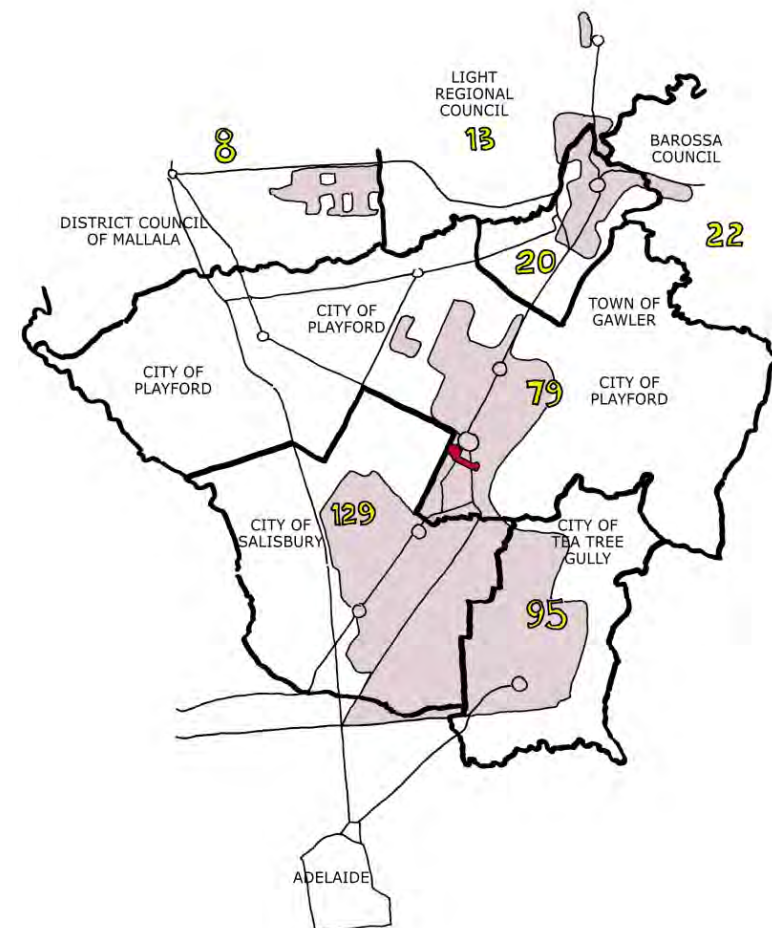 LIGHT
REGIONAL
COUNCIL
13
8
BAROSSA
COUNCIL
22
DISTRICT COUNCIL
OF MALLALA
20
TOWN OF
GAWLER
CITY OF
PLAYFORD
CITY OF
PLAYFORD
79
CITY OF
PLAYFORD
129
CITY OF
SALISBURY
CITY OF
TEA TREE
GULLY
95
ADELAIDE